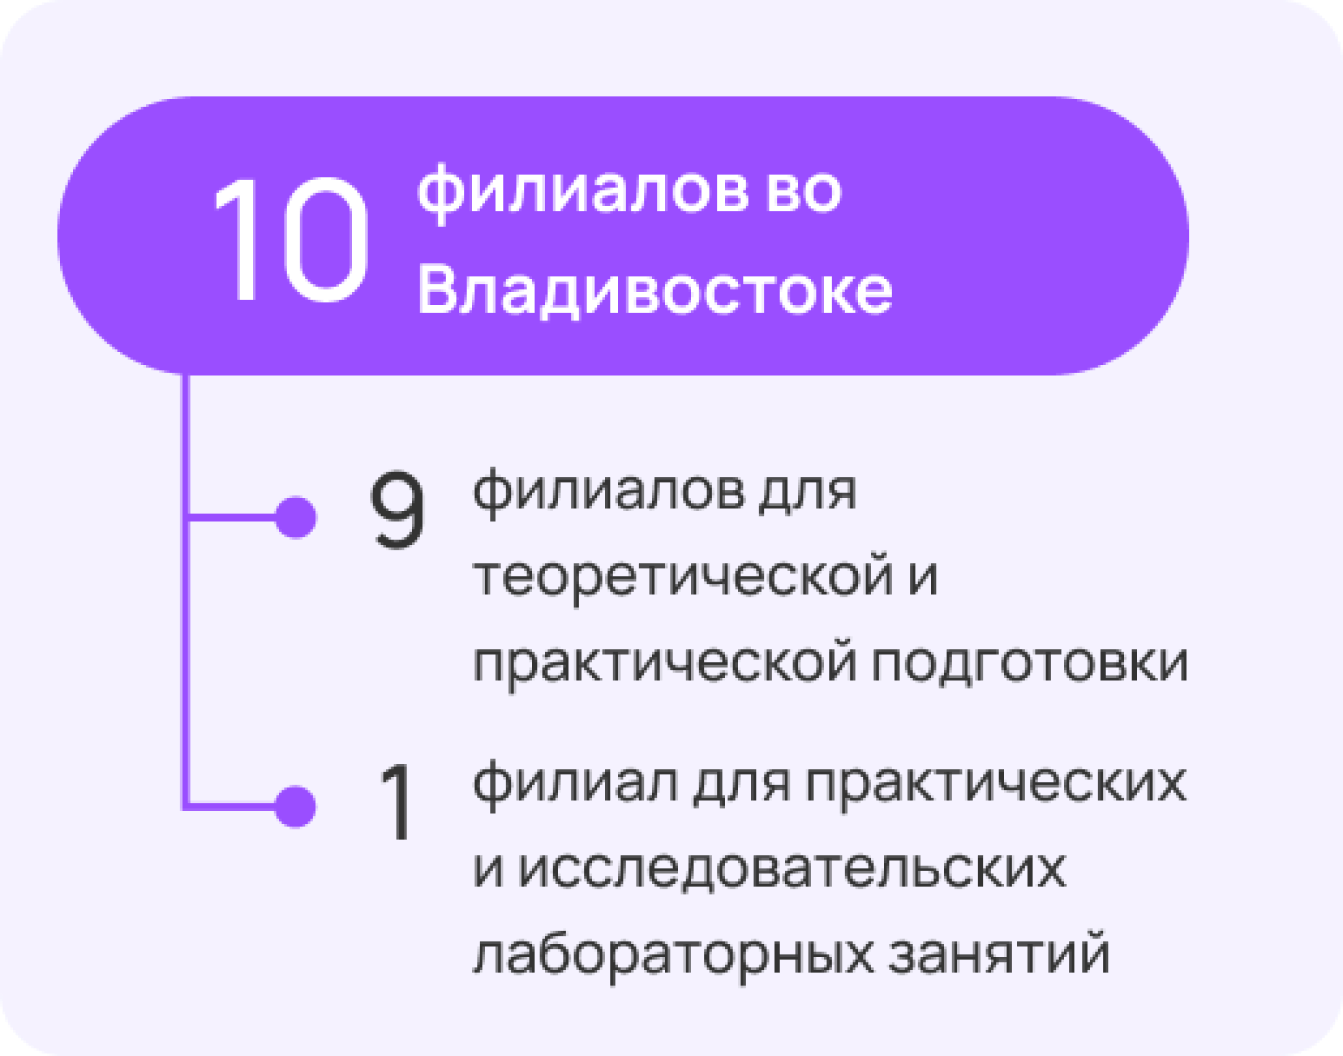 10 филиалов во
Владивостоке
9 филиалов для
теоретической и
практической подготовки
1 филиал для практических
и исследовательских
лабораторных занятий